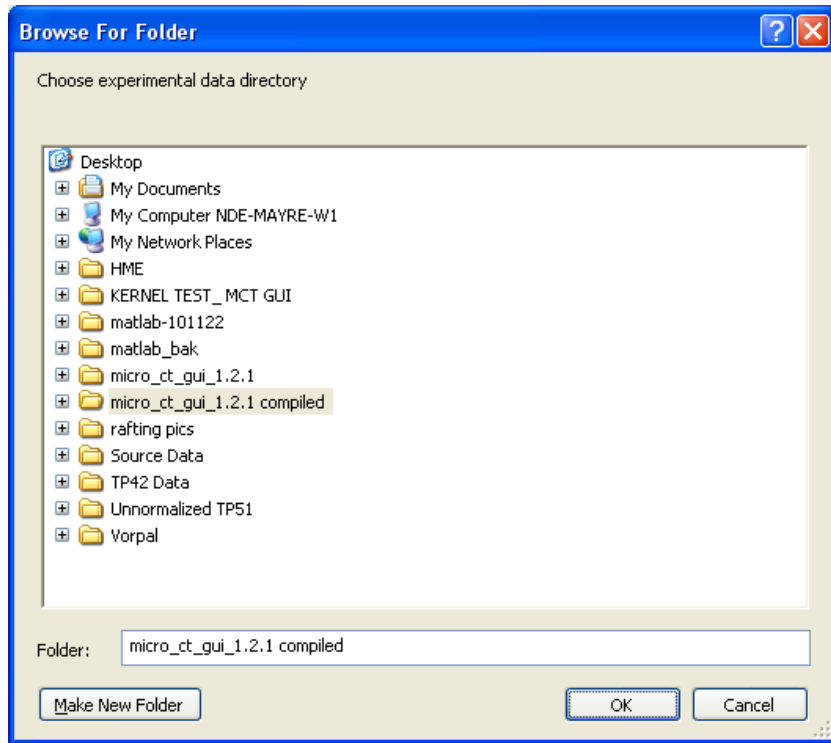 Browse For Folder
Choose experimental data directory
Desktop
My Documents
My Computer NDE-MAYRE-W1
My Network Places
HME
KERNEL TEST_ MCT GUI
matlab-101122
matlab_bak
micro_ct_gui_1.2.1
micro_ct_gui_1.2.1 compiled
rafting pics
Source Data
TP42 Data
Unnormalized TP51
Vorpal
Folder: micro_ct_gui_1.2.1 compiled
Make New Folder OK Cancel